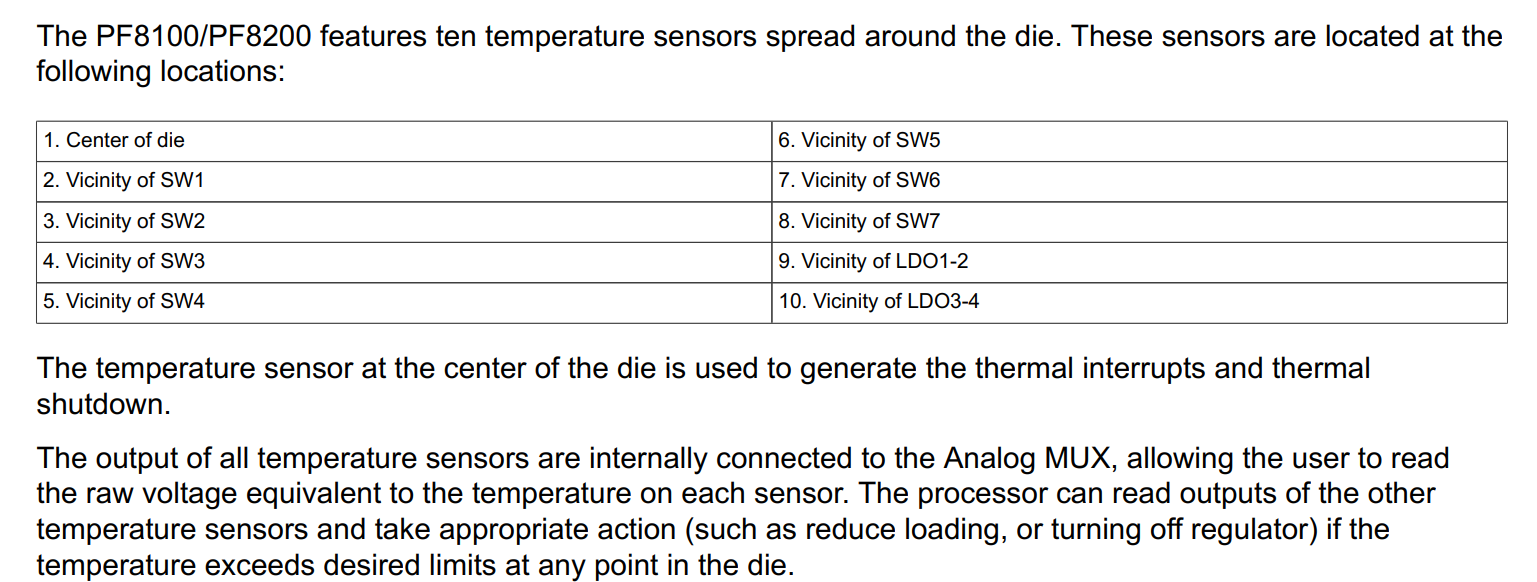 The PF8100/PF8200 features ten temperature sensors spread around the die. These sensors are located at the
following locations:
1. Center of die
6. Vicinity of SW5
2. Vicinity of SW1
7. Vicinity of SW6
3. Vicinity of SW2
8. Vicinity of SW7
4. Vicinity of SW3
9. Vicinity of LDO1-2
5. Vicinity of SW4
10. Vicinity of LDO3-4
The temperature sensor at the center of the die is used to generate the thermal interrupts and thermal
shutdown.
The output of all temperature sensors are internally connected to the Analog MUX, allowing the user to read
the raw voltage equivalent to the temperature on each sensor. The processor can read outputs of the other
temperature sensors and take appropriate action (such as reduce loading, or turning off regulator) if the
temperature exceeds desired limits at any point in the die.